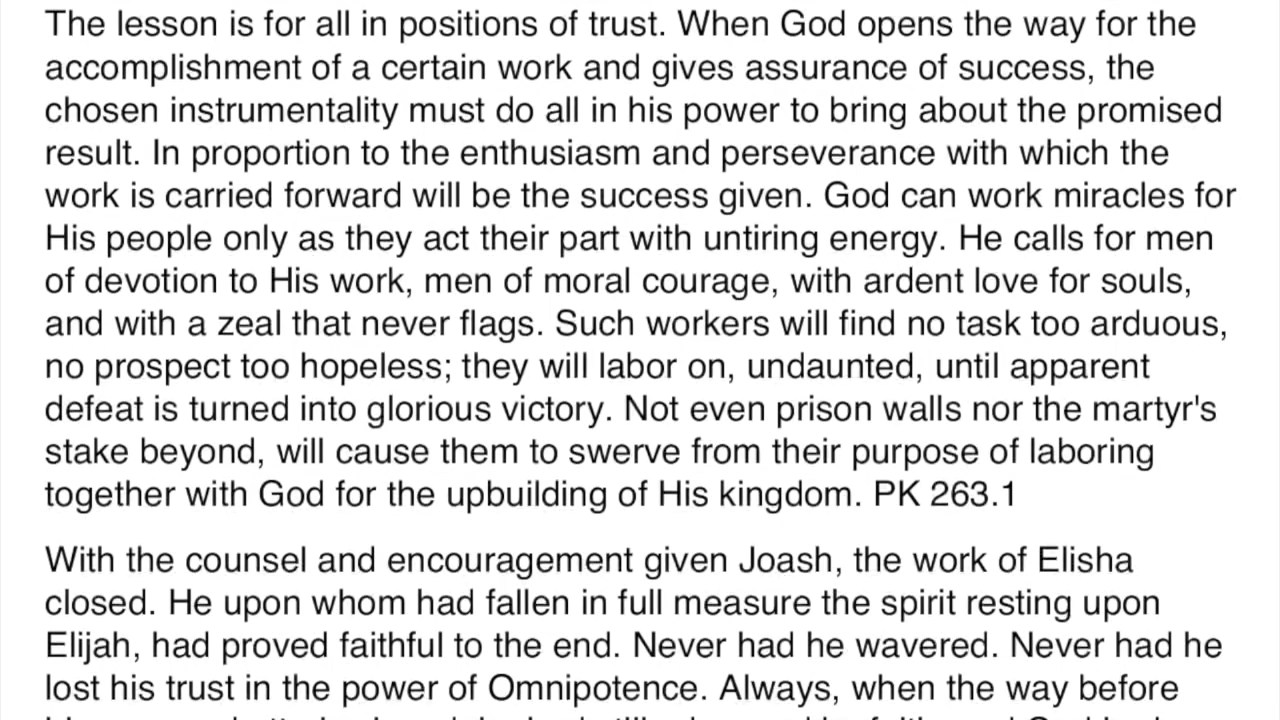 The lesson is for all in positions of trust. When God opens the way for the
accomplishment of a certain work and gives assurance of success, the
chosen instrumentality must do all in his power to bring about the promised
result. In proportion to the enthusiasm and perseverance with which the
work is carried forward will be the success given. God can work miracles for
His people only as they act their part with untiring energy. He calls for men
of devotion to His work, men of moral courage, with ardent love for souls,
and with a zeal that never flags. Such workers will find no task too arduous,
no prospect too hopeless; they will labor on, undaunted, until apparent
defeat is turned into glorious victory. Not even prison walls nor the martyr's
stake beyond, will cause them to swerve from their purpose of laboring
together with God for the upbuilding of His kingdom. PK 263.1
With the counsel and encouragement given Joash, the work of Elisha
closed. He upon whom had fallen in full measure the spirit resting upon
Elijah, had proved faithful to the end. Never had he wavered. Never had he
lost his trust in the power of Omnipotence. Always, when the way before